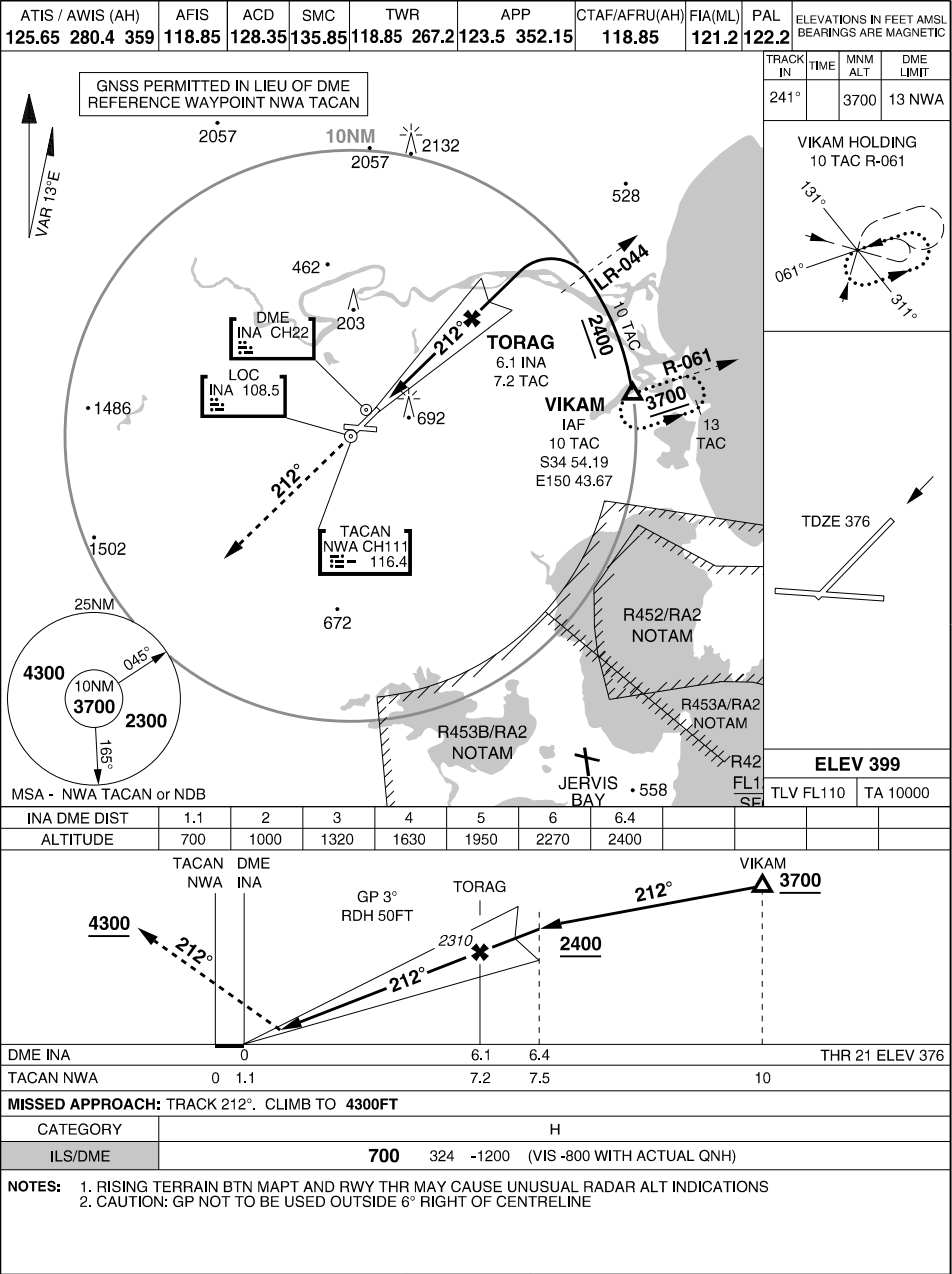 ATIS / AWIS (AH) AFIS ACD SMC TWR APP CTAF/AFRU(AH) FIA(ML) PAL ELEVATIONS IN FEET AMSL
125.65 280.4 359 118.85 128.35 135.85 118.85 267.2 123.5 352.15 118.85 121.2 122.2 BEARINGS ARE MAGNETIC
GNSS PERMITTED IN LIEU OF DME
REFERENCE WAYPOINT NWA TACAN
VAR 13°E
2057
10NM
2057
2132
528
462
203
LR-044
DME
INA CH22
212°
TORAG
6.1 INA
7.2 TAC
10 TAC
2400
LOC
INA 108.5
R-061
3700
VIKAM
IAF
10 TAC
S34 54.19
E150 43.67
13
TAC
1486
692
212°
TACAN
NWA CH111
116.4
1502
672
R452/RA2
NOTAM
R453A/RA2
NOTAM
R453B/RA2
NOTAM
R42
FL1
JERVIS
BAY
558
25NM
4300
045°
10NM
3700
2300
165°
MSA - NWA TACAN or NDB
TRACK IN TIME MNM ALT DME LIMIT
241° 3700 13 NWA
VIKAM HOLDING
10 TAC R-061
131°
061°
311°
TDZE 376
ELEV 399
TLV FL110 TA 10000
INA DME DIST 1.1 2 3 4 5 6 6.4
ALTITUDE 700 1000 1320 1630 1950 2270 2400
TACAN DME
NWA INA
GP 3°
RDH 50FT
TORAG
VIKAM
3700
212°
4300
212°
2310
2400
212°
DME INA 0 6.1 6.4 THR 21 ELEV 376
TACAN NWA 0 1.1 7.2 7.5 10
MISSED APPROACH: TRACK 212°. CLIMB TO 4300FT
CATEGORY H
ILS/DME 700 324 -1200 (VIS -800 WITH ACTUAL QNH)
NOTES: 1. RISING TERRAIN BTN MAPT AND RWY THR MAY CAUSE UNUSUAL RADAR ALT INDICATIONS
2. CAUTION: GP NOT TO BE USED OUTSIDE 6° RIGHT OF CENTRELINE